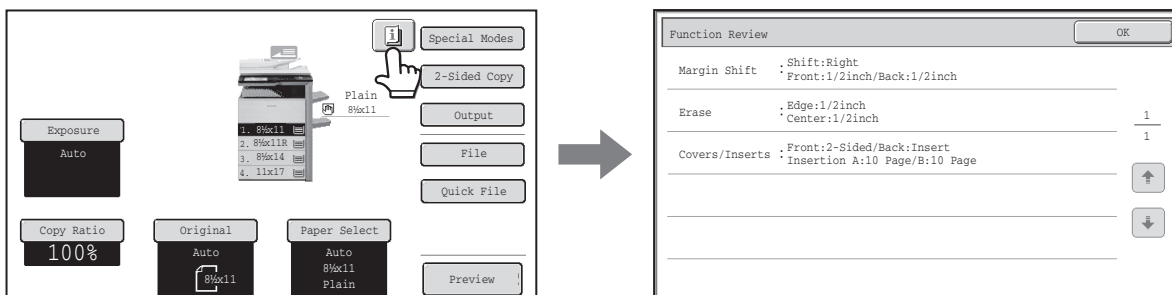 Special Modes
2-Sided Copy
Plain
8½x11
Output
Exposure
Auto
1. 8½x11
2. 8½x11R
3. 8½x14
4. 11x17
File
Quick File
Copy Ratio
100%
Original
Auto
8½x11
Paper Select
Auto
8½x11
Plain
Preview
Function Review
OK
Margin Shift :Shift:Right
Front:1/2inch/Back:1/2inch
Erase :Edge:1/2inch
Center:1/2inch
Covers/Inserts :Front:2-Sided/Back:Insert
Insertion A:10 Page/B:10 Page
1
1